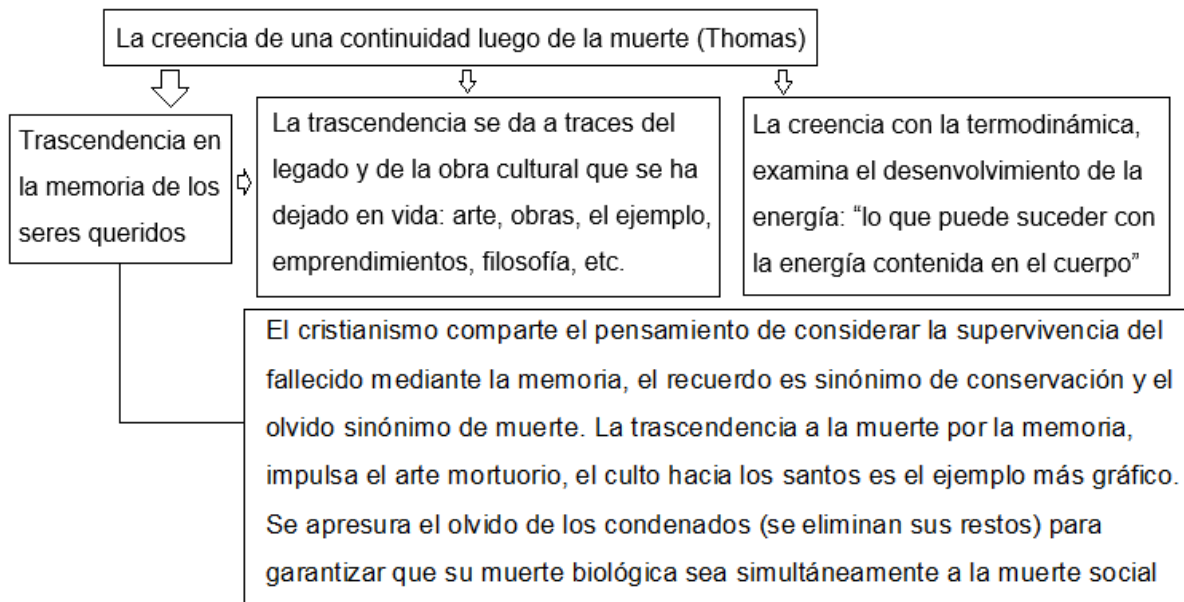 La creencia de una continuidad luego de la muerte (Thomas)
Trascendencia en
la memoria de los
seres queridos
La trascendencia se da a traces del
legado y de la obra cultural que se ha
dejado en vida: arte, obras, el ejemplo,
emprendimientos, filosofía, etc.
La creencia con la termodinámica,
examina el desenvolvimiento de la
energía: “lo que puede suceder con
la energía contenida en el cuerpo”
El cristianismo comparte el pensamiento de considerar la supervivencia del
fallecido mediante la memoria, el recuerdo es sinónimo de conservación y el
olvido sinónimo de muerte. La trascendencia a la muerte por la memoria,
impulsa el arte mortuorio, el culto hacia los santos es el ejemplo más gráfico.
Se apresura el olvido de los condenados (se eliminan sus restos) para
garantizar que su muerte biológica sea simultáneamente a la muerte social